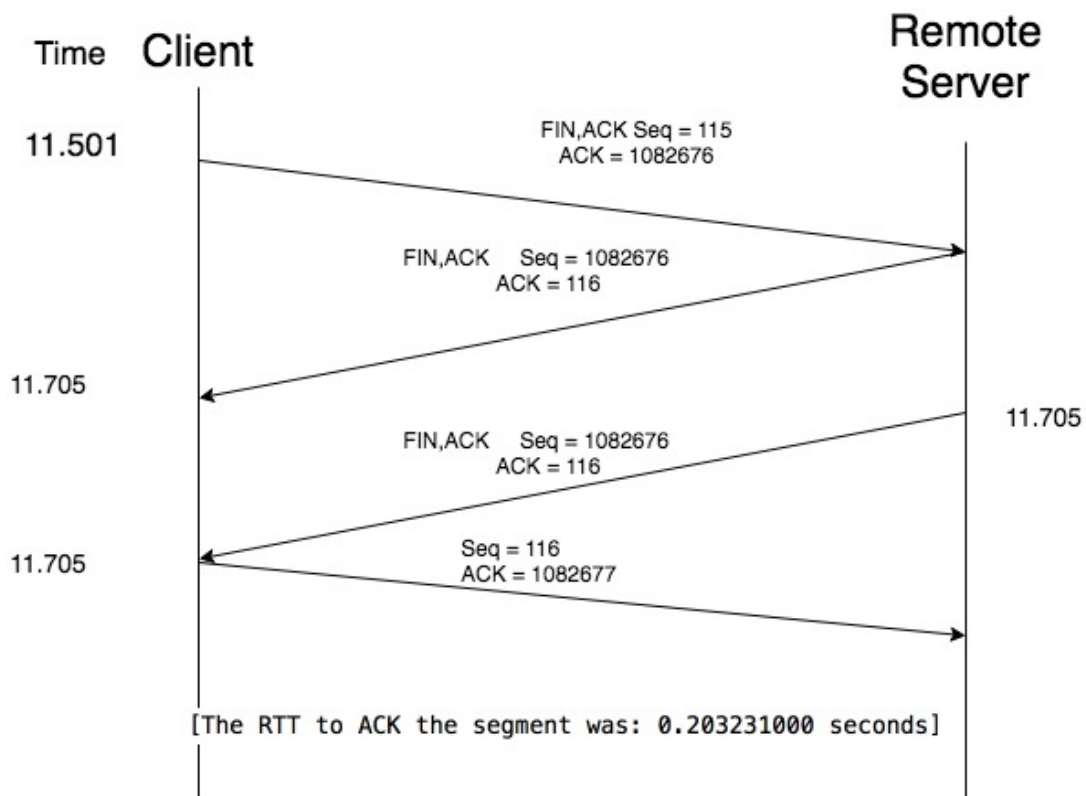 Time
Client
Remote
Server
11.501
FIN,ACK Seq = 115
ACK = 1082676
FIN,ACK Seq = 1082676
ACK = 116
11.705
11.705
FIN,ACK Seq = 1082676
ACK = 116
11.705
Seq = 116
ACK = 1082677
[The RTT to ACK the segment was: 0.203231000 seconds]